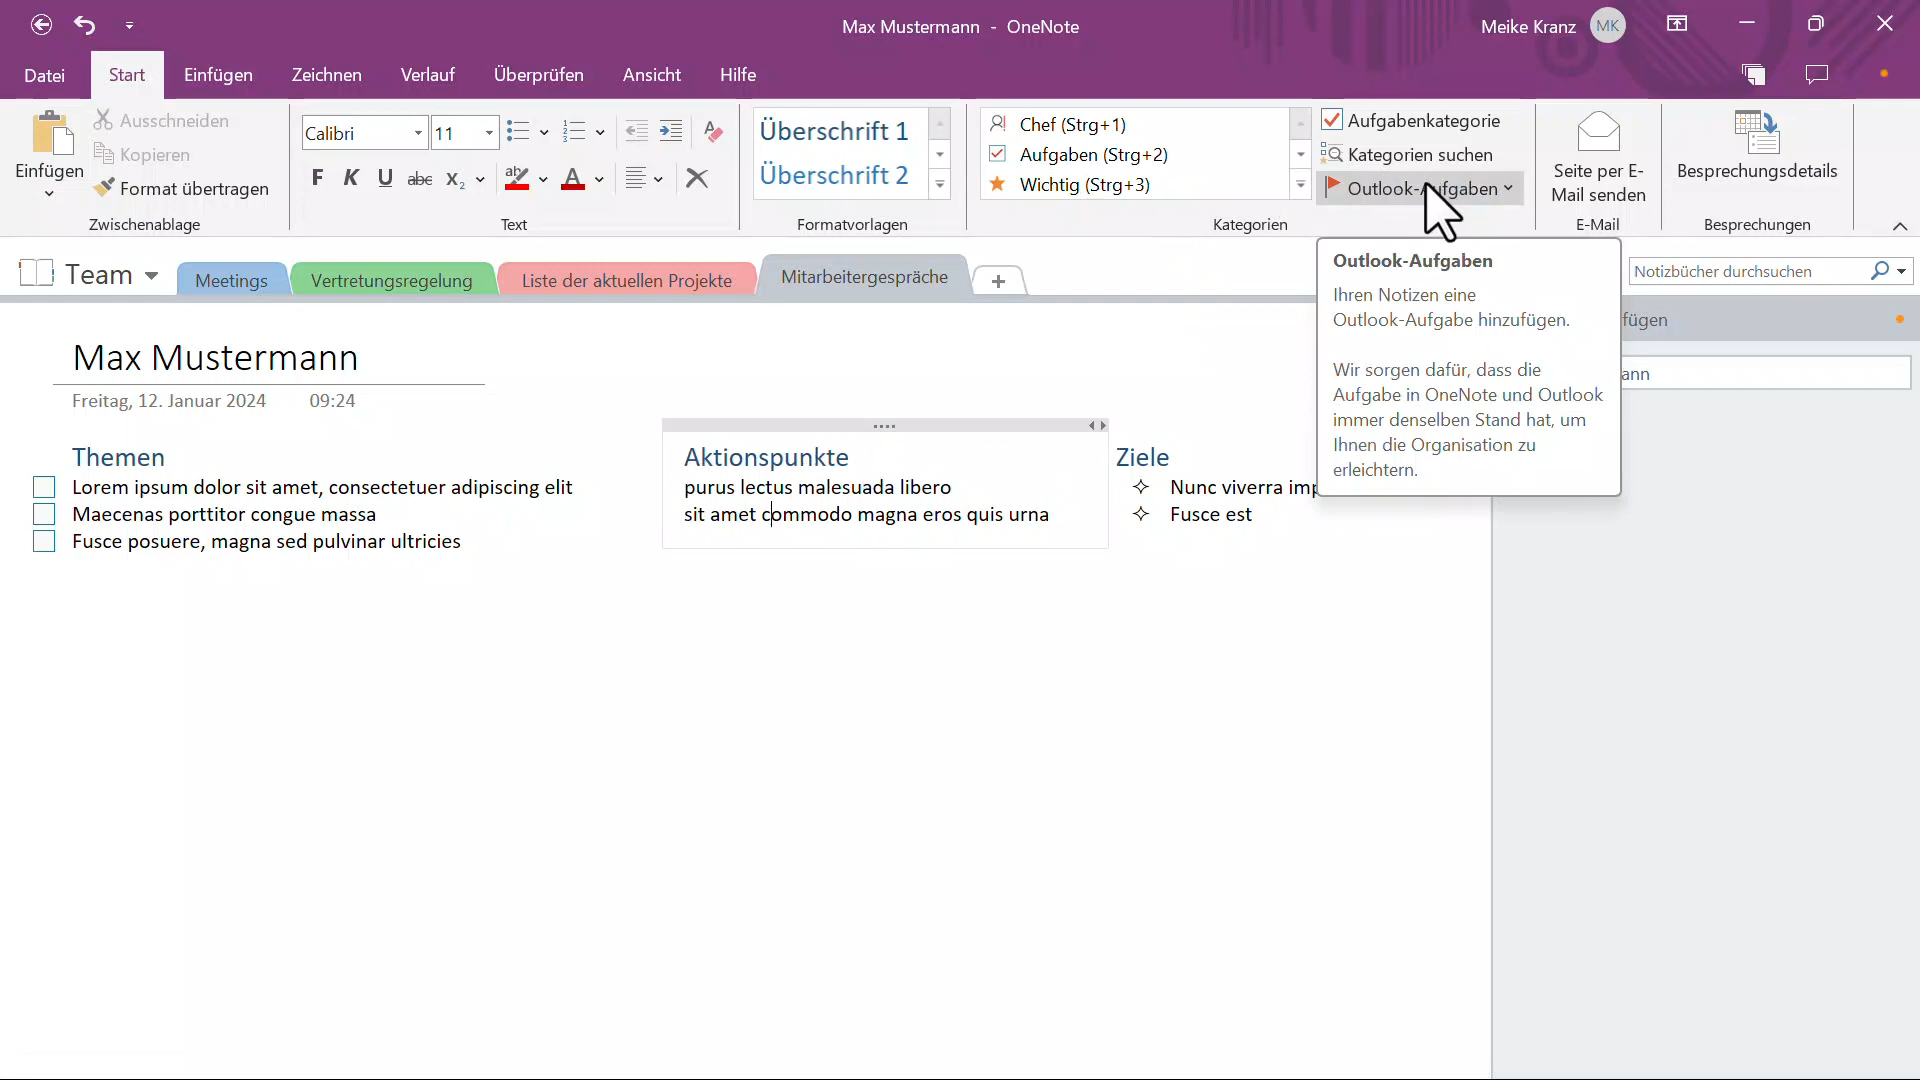 Max Mustermann - OneNote
Meike Kranz MK
Datei Start Einfügen Zeichnen Verlauf Überprüfen Ansicht Hilfe
Einfügen
Ausschneiden
Kopieren
Format übertragen
Zwischenablage
Calibri 11
F K U abc X₂ ab A
Text
Überschrift 1
Überschrift 2
Formatvorlagen
Chef (Strg+1)
Aufgaben (Strg+2)
Wichtig (Strg+3)
Aufgabenkategorie
Kategorien suchen
Outlook-Aufgaben
Kategorien
Seite per E-
Mail senden
E-Mail
Besprechungsdetails
Besprechungen
Team Meetings Vertretungsregelung Liste der aktuellen Projekte Mitarbeitergespräche +
Notizbücher durchsuchen
Outlook-Aufgaben
Ihren Notizen eine
Outlook-Aufgabe hinzufügen.
Wir sorgen dafür, dass die
Aufgabe in OneNote und Outlook
immer denselben Stand hat, um
Ihnen die Organisation zu
erleichtern.
fügen
ann
Max Mustermann
Freitag, 12. Januar 2024 09:24
Themen
Lorem ipsum dolor sit amet, consectetuer adipiscing elit
Maecenas porttitor congue massa
Fusce posuere, magna sed pulvinar ultricies
Aktionspunkte
purus lectus malesuada libero
sit amet commodo magna eros quis urna
Ziele
Nunc viverra imp
Fusce est